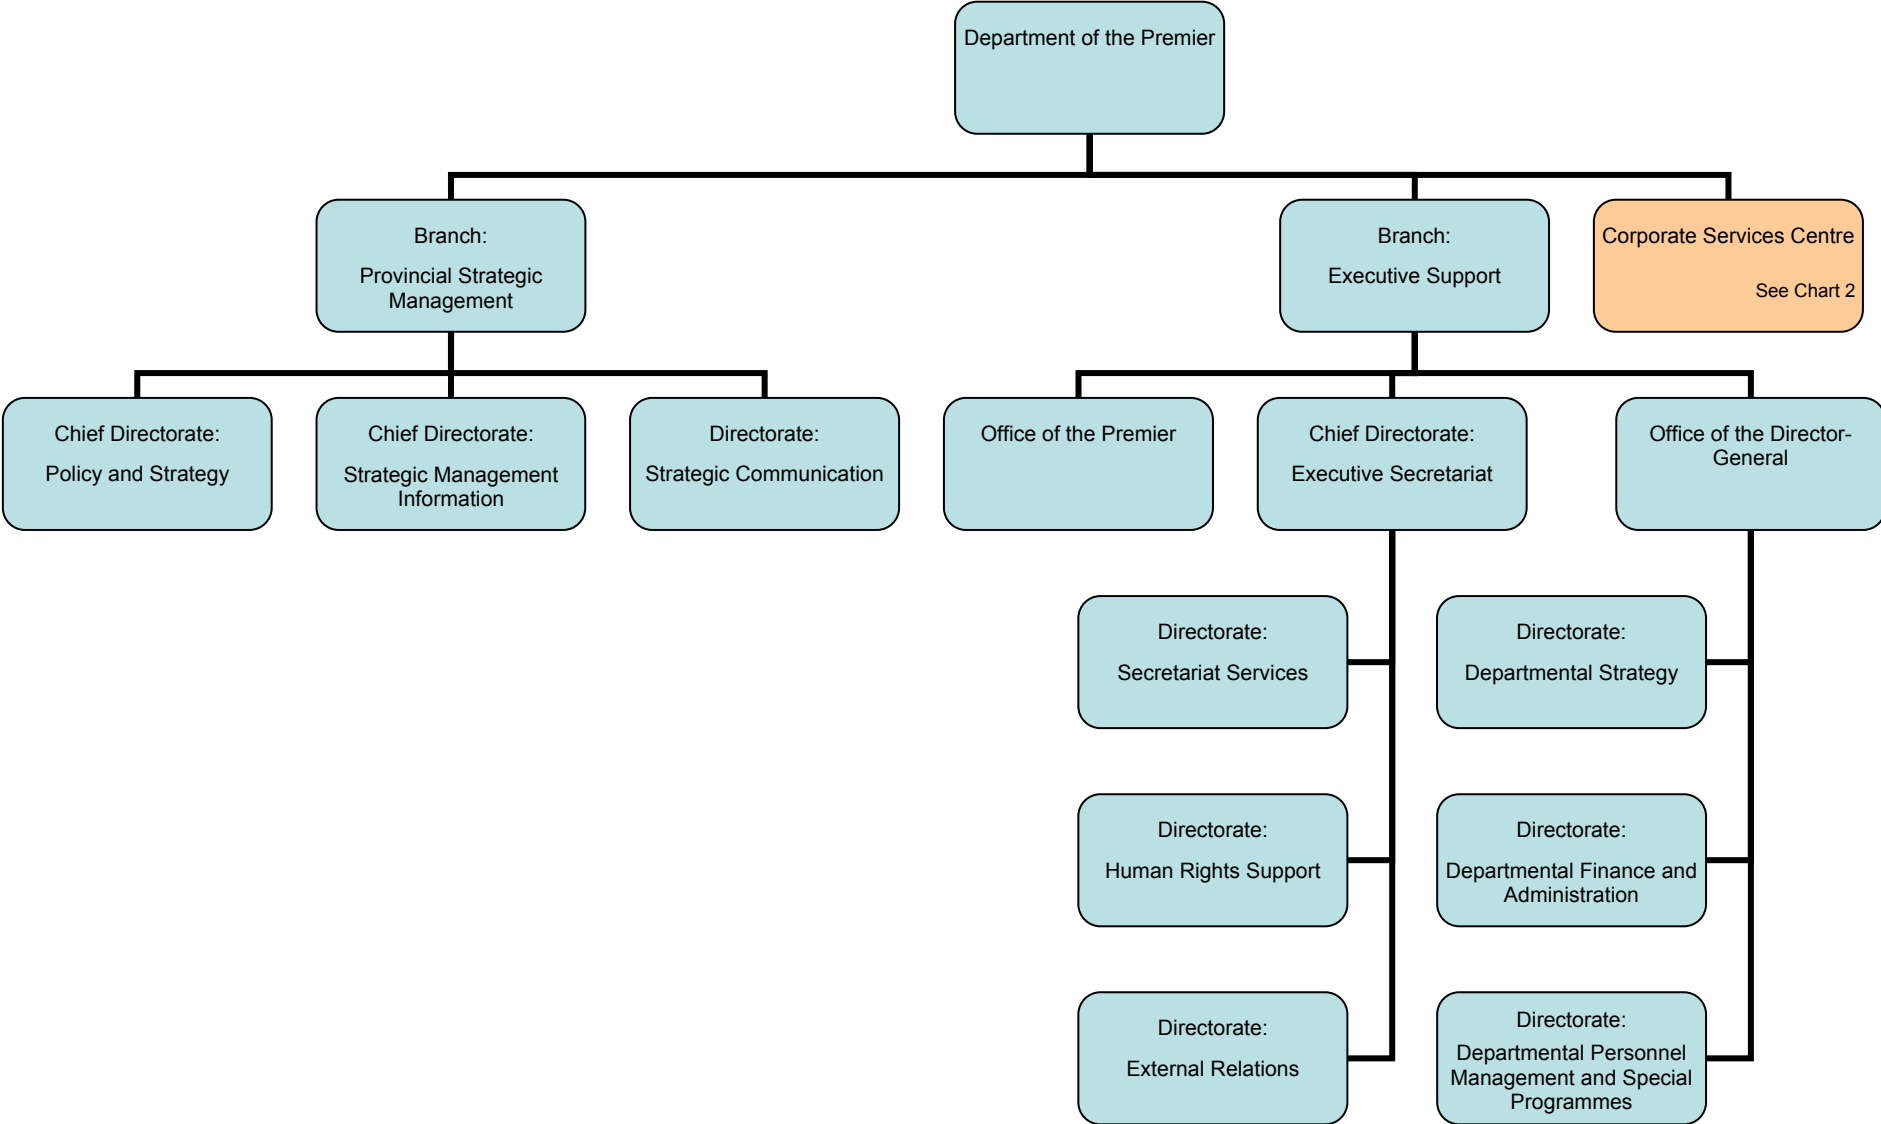 Department of the Premier
Branch:
Provincial Strategic
Management
Branch:
Executive Support
Corporate Services Centre
See Chart 2
Chief Directorate:
Policy and Strategy
Chief Directorate:
Strategic Management
Information
Directorate:
Strategic Communication
Office of the Premier
Chief Directorate:
Executive Secretariat
Office of the Director-
General
Directorate:
Secretariat Services
Directorate:
Departmental Strategy
Directorate:
Human Rights Support
Directorate:
Departmental Finance and
Administration
Directorate:
External Relations
Directorate:
Departmental Personnel
Management and Special
Programmes